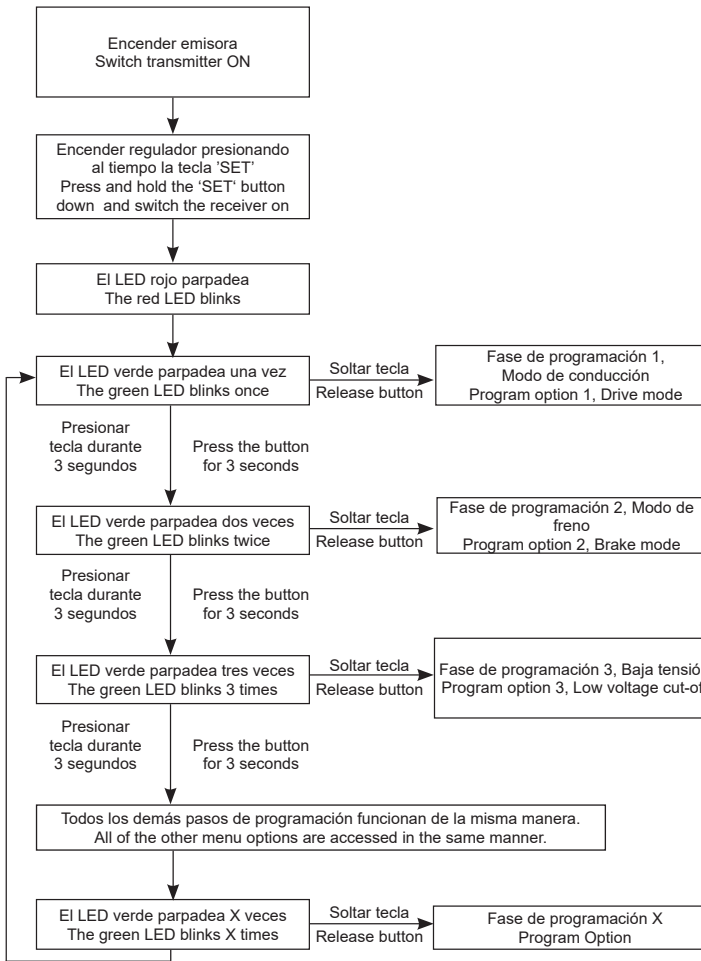 Encender emisora
Switch transmitter ON
Encender regulador presionando
al tiempo la tecla ’SET’
Press and hold the ‘SET‘ button
down and switch the receiver on
El LED rojo parpadea
The red LED blinks
El LED verde parpadea una vez
The green LED blinks once
Soltar tecla
Release button
Fase de programación 1,
Modo de conducción
Program option 1, Drive mode
Presionar
tecla durante
3 segundos
Press the button
for 3 seconds
El LED verde parpadea dos veces
The green LED blinks twice
Soltar tecla
Release button
Fase de programación 2, Modo de
freno
Program option 2, Brake mode
Presionar
tecla durante
3 segundos
Press the button
for 3 seconds
El LED verde parpadea tres veces
The green LED blinks 3 times
Soltar tecla
Release button
Fase de programación 3, Baja tensió
Program option 3, Low voltage cut-of
Presionar
tecla durante
3 segundos
Press the button
for 3 seconds
Todos los demás pasos de programación funcionan de la misma manera.
All of the other menu options are accessed in the same manner.
El LED verde parpadea X veces
The green LED blinks X times
Soltar tecla
Release button
Fase de programación X
Program Option